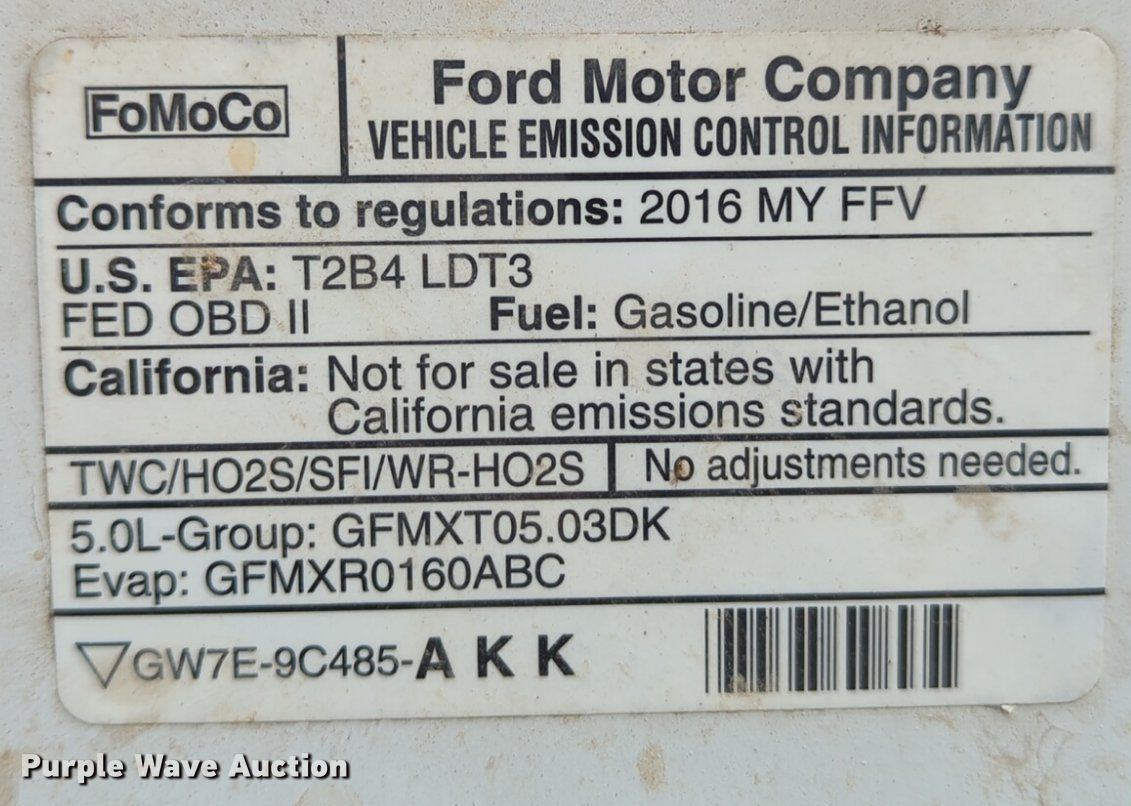 FoMoCo
Ford Motor Company
VEHICLE EMISSION CONTROL INFORMATION
Conforms to regulations: 2016 MY FFV
U.S. EPA: T2B4 LDT3
FED OBD II Fuel: Gasoline/Ethanol
California: Not for sale in states with
California emissions standards.
TWC/HO2S/SFI/WR-HO2S No adjustments needed.
5.0L-Group: GFMXT05.03DK
Evap: GFMXR0160ABC
GW7E-9C485-A K K
Purple Wave Auction